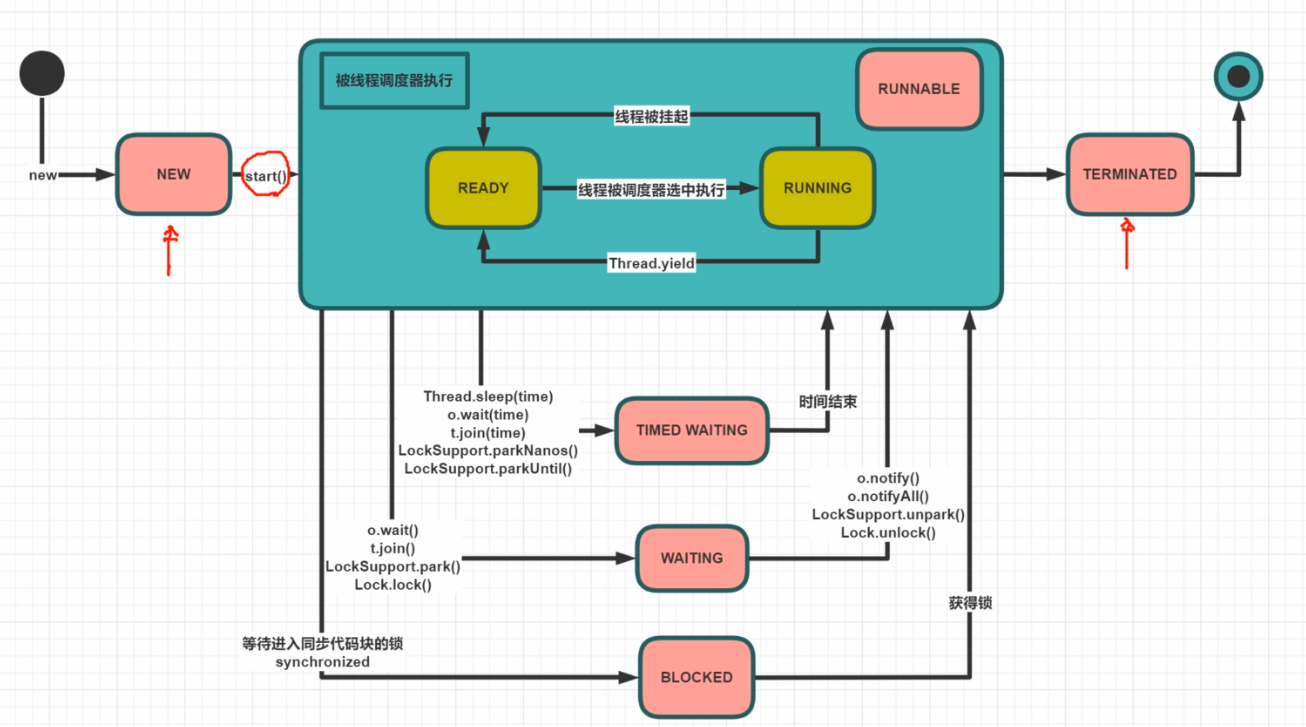 被线程调度器执行
RUNNABLE
线程被挂起
new
NEW
start()
READY
线程被调度器选中执行
RUNNING
TERMINATED
Thread.yield
Thread.sleep(time)
o.wait(time)
t.join(time)
LockSupport.parkNanos()
LockSupport.parkUntil()
TIMED WAITING
时间结束
o.wait()
t.join()
LockSupport.park()
Lock.lock()
WAITING
o.notify()
o.notifyAll()
LockSupport.unpark()
Lock.unlock()
等待进入同步代码块的锁
synchronized
BLOCKED
获得锁